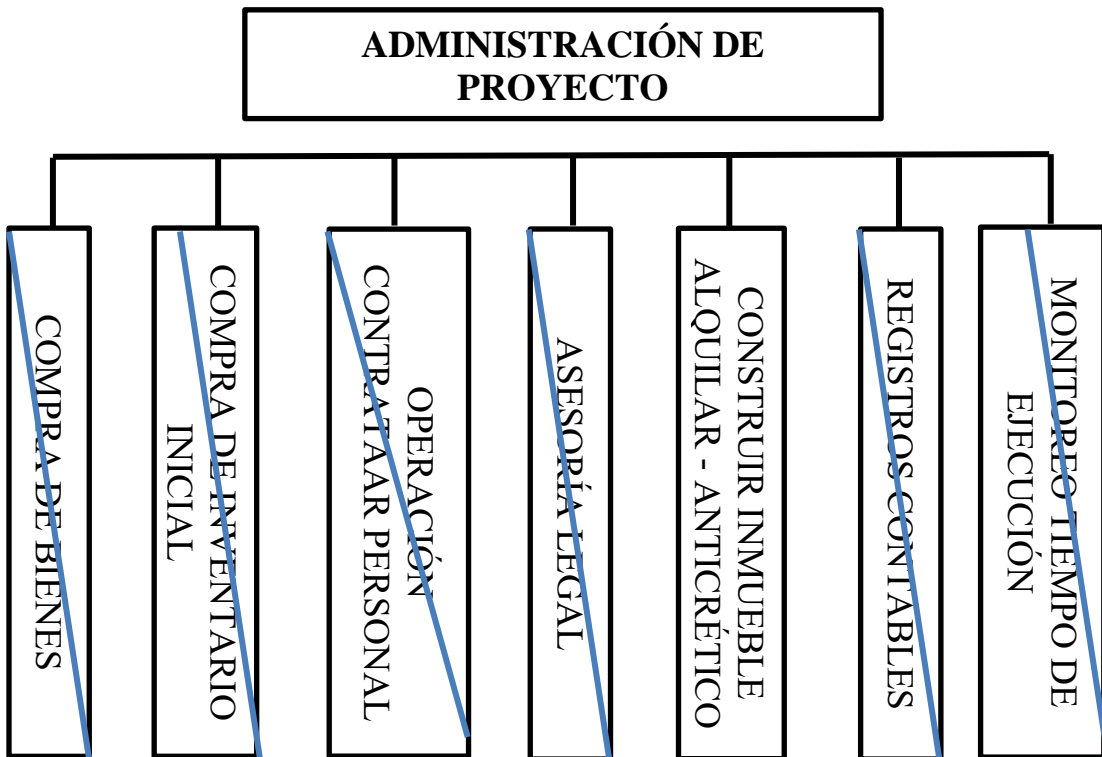 ADMINISTRACIÓN DE
PROYECTO
COMPRA DE BIENES
COMPRA DE INVENTARIO
INICIAL
OPERACIÓN
CONTRATAAR PERSONAL
ASESORÍA LEGAL
CONSTRUIR INMUEBLE
ALQUILAR - ANTICRÉTICO
REGISTROS CONTABLES
MONITOREO TIEMPO DE
EJECUCIÓN